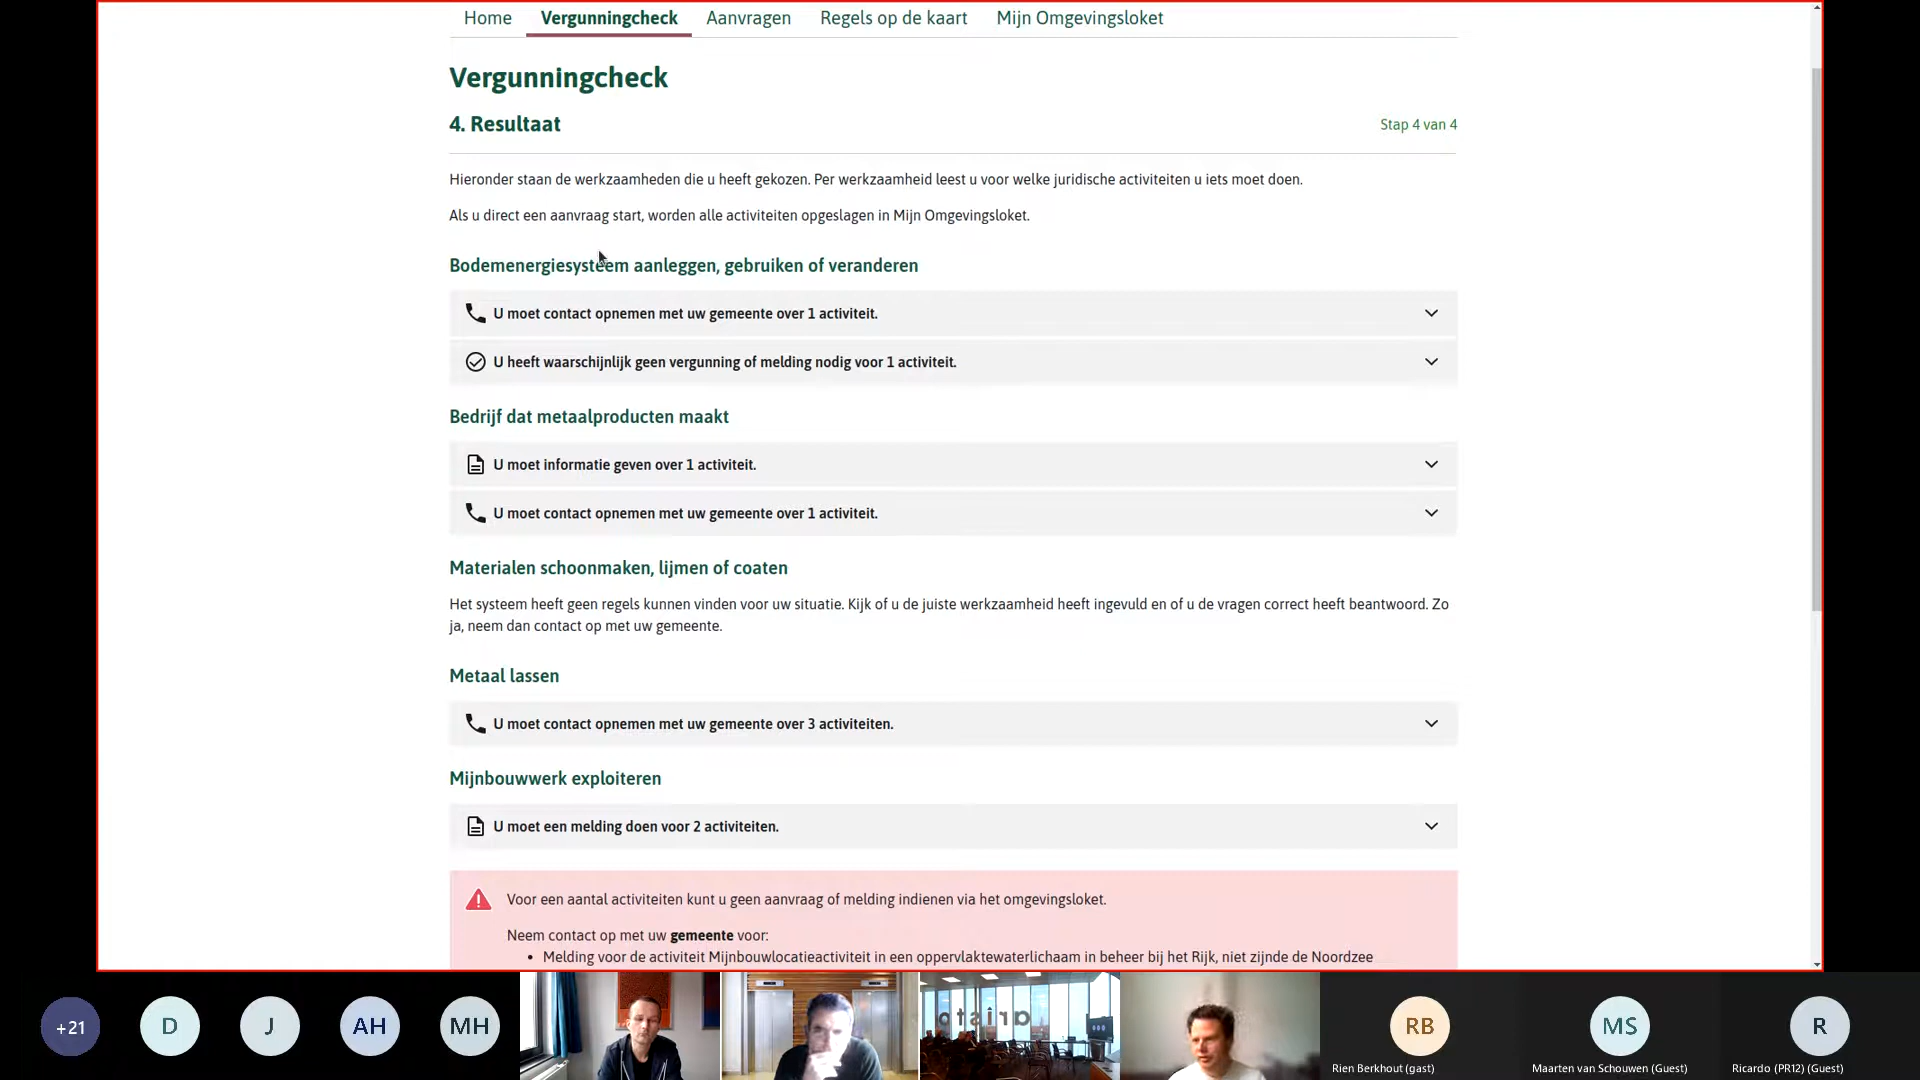 Home Vergunningcheck Aanvragen Regels op de kaart Mijn Omgevingsloket
Vergunningcheck
4. Resultaat
Stap 4 van 4
Hieronder staan de werkzaamheden die u heeft gekozen. Per werkzaamheid leest u voor welke juridische activiteiten u iets moet doen.
Als u direct een aanvraag start, worden alle activiteiten opgeslagen in Mijn Omgevingsloket.
Bodemenergiesysteem aanleggen, gebruiken of veranderen
U moet contact opnemen met uw gemeente over 1 activiteit.
U heeft waarschijnlijk geen vergunning of melding nodig voor 1 activiteit.
Bedrijf dat metaalproducten maakt
U moet informatie geven over 1 activiteit.
U moet contact opnemen met uw gemeente over 1 activiteit.
Materialen schoonmaken, lijmen of coaten
Het systeem heeft geen regels kunnen vinden voor uw situatie. Kijk of u de juiste werkzaamheid heeft ingevuld en of u de vragen correct heeft beantwoord. Zo
ja, neem dan contact op met uw gemeente.
Metaal lassen
U moet contact opnemen met uw gemeente over 3 activiteiten.
Mijnbouwwerk exploiteren
U moet een melding doen voor 2 activiteiten.
Voor een aantal activiteiten kunt u geen aanvraag of melding indienen via het omgevingsloket.
Neem contact op met uw gemeente voor:
• Melding voor de activiteit Mijnbouwlocatieactiviteit in een oppervlaktewaterlichaam in beheer bij het Rijk, niet zijnde de Noordzee
+21 D J AH MH RB MS R
Rien Berkhout (gast) Maarten van Schouwen (Guest) Ricardo (PR12) (Guest)